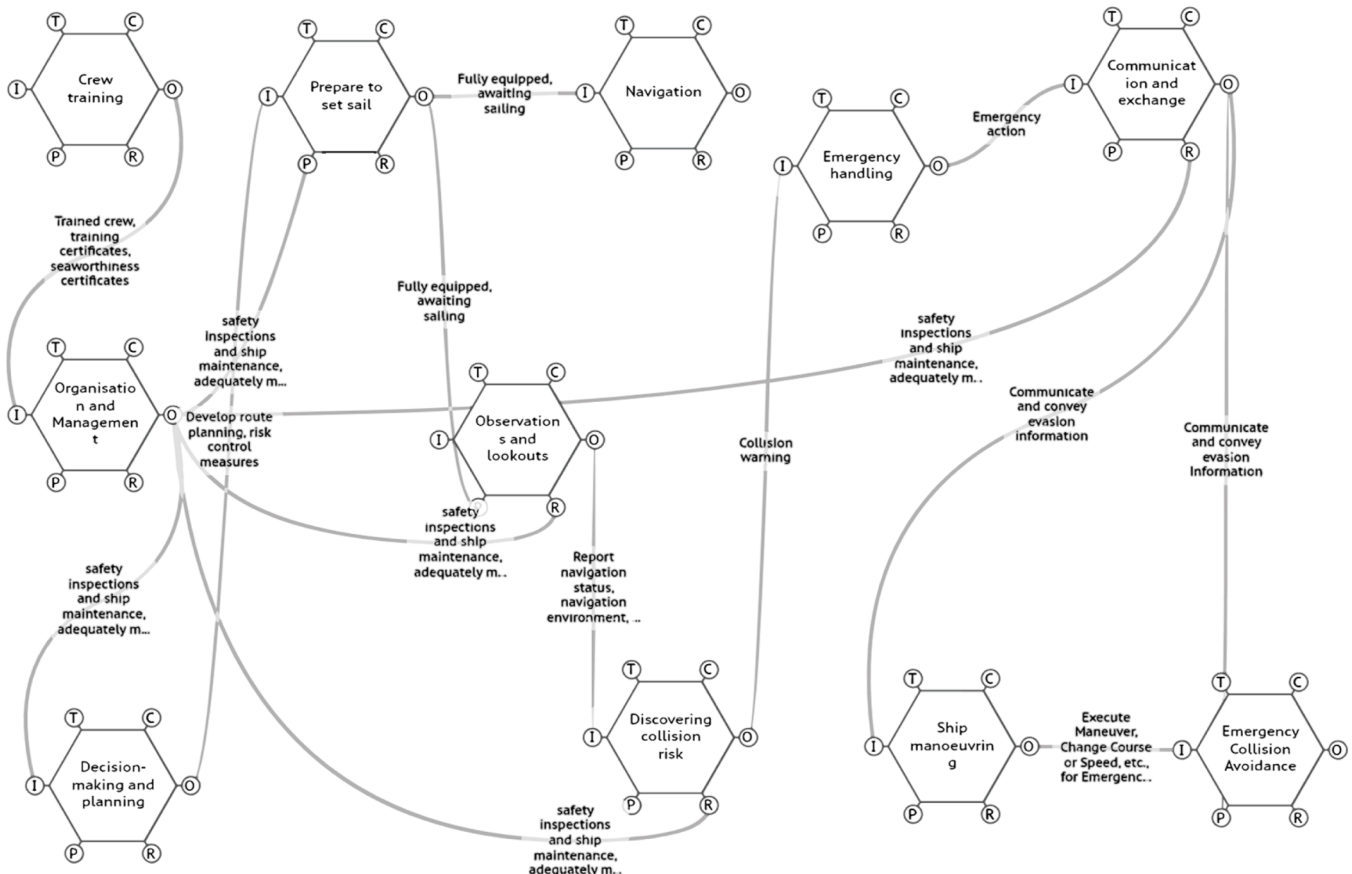 T
C
Crew
training
I
O
P
R
T
C
Prepare to
set sail
I
O
P
R
Fully equipped,
awaiting
sailing
T
C
Navigation
I
O
P
R
T
C
Emergency
handling
I
O
P
R
Emergency
action
T
C
Communicat
ion and
exchange
I
O
P
R
Trained crew,
training
certificates,
seaworthiness
certificates
safety
inspections
and ship
maintenance,
adequately m...
Fully equipped,
awaiting
sailing
safety
inspections
and ship
maintenance,
adequately m...
T
C
Organisatio
n and
Managemen
t
I
O
P
R
Develop route
planning, risk
control
measures
T
C
Observation
s and
lookouts
I
O
P
R
Collision
warning
Communicate
and convey
evasion
information
Communicate
and convey
evasion
Information
safety
inspections
and ship
maintenance,
adequately m...
safety
inspections
and ship
maintenance,
adequately m...
Report
navigation
status,
navigation
environment, ...
T
C
Decision-
making and
planning
I
O
P
R
T
C
Discovering
collision
risk
I
O
P
R
safety
inspections
and ship
maintenance,
adequately m...
T
C
Ship
manoeuvrin
g
I
O
P
R
Execute
Maneuver,
Change Course
or Speed, etc.,
for Emergenc...
T
C
Emergency
Collision
Avoidance
I
O
P
R